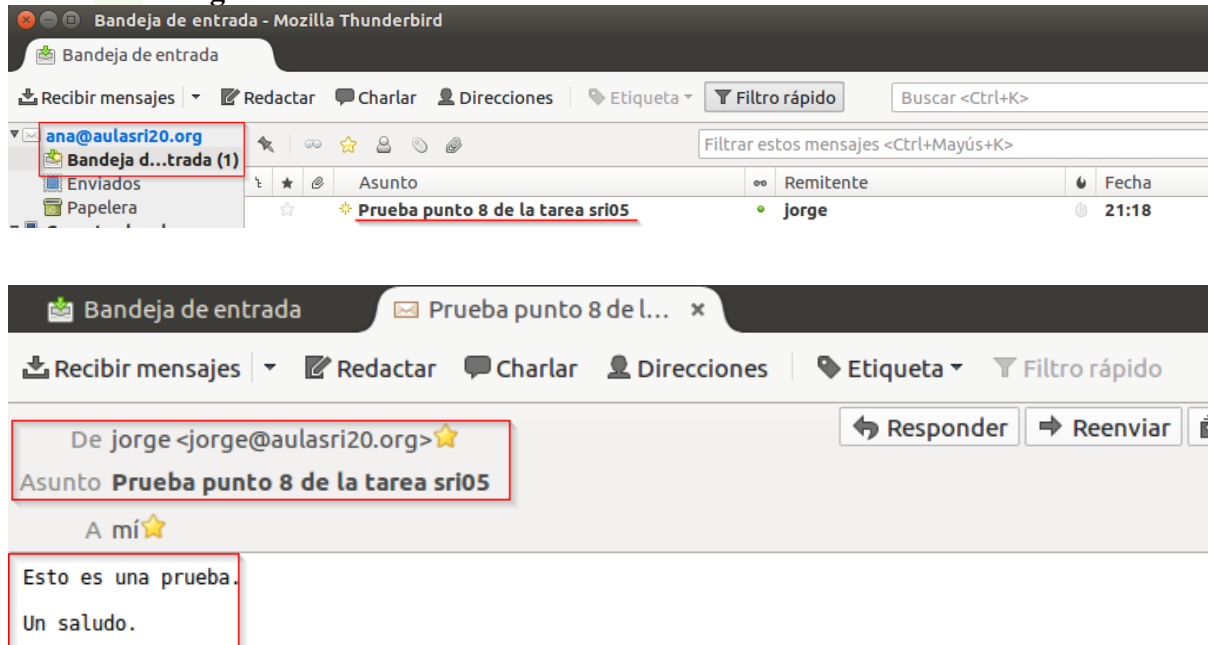 Bandeja de entrada - Mozilla Thunderbird
Bandeja de entrada
Recibir mensajes Redactar Charlar Direcciones Etiqueta Filtro rápido Buscar <Ctrl+K>
ana@aulasri20.org
Filtrar estos mensajes <Ctrl+Mayús+K>
Bandeja d...trada (1)
Enviados
Asunto Remitente Fecha
Papelera
Prueba punto 8 de la tarea sri05 jorge 21:18
Bandeja de entrada Prueba punto 8 de l...
Recibir mensajes Redactar Charlar Direcciones Etiqueta Filtro rápido
De jorge <jorge@aulasri20.org> Responder Reenviar
Asunto Prueba punto 8 de la tarea sri05
A mí
Esto es una prueba.
Un saludo.